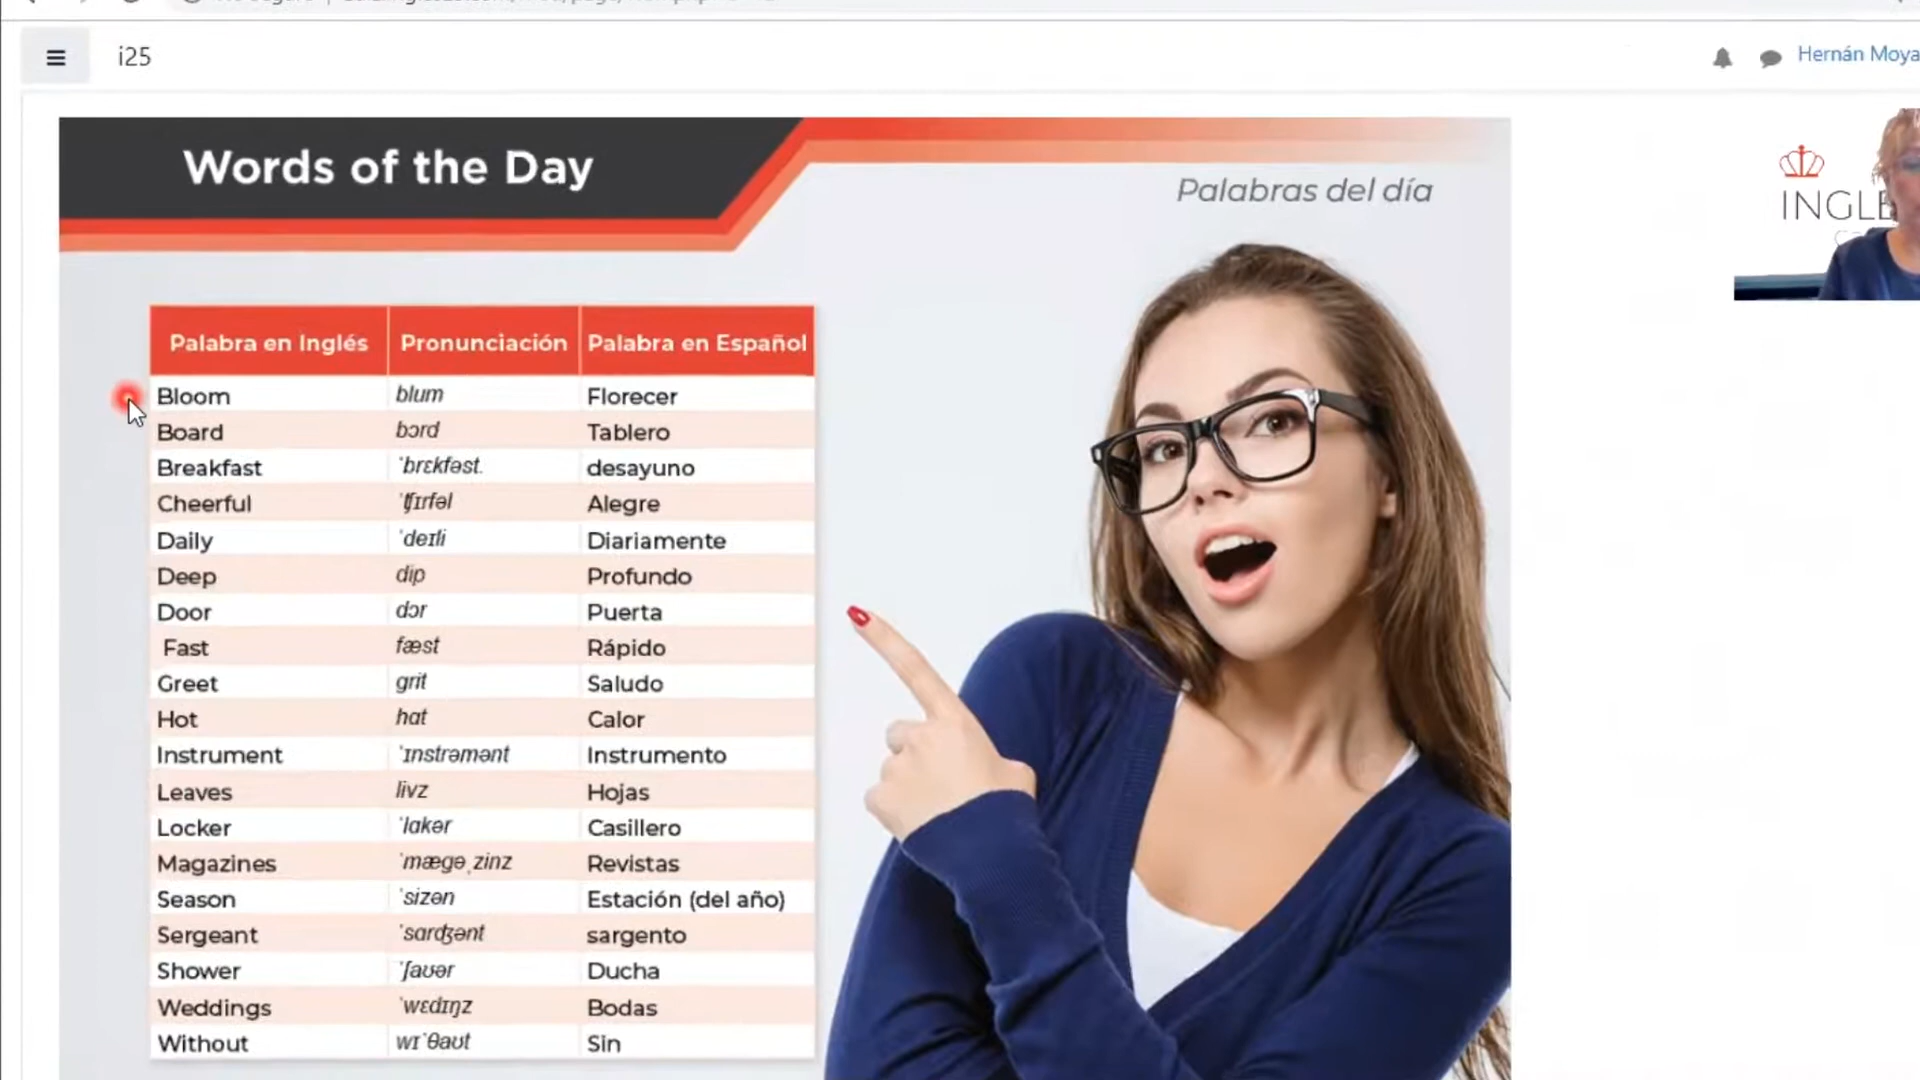 i25
Hernán Moya
Words of the Day
Palabras del día
INGLE
Palabra en Inglés Pronunciación Palabra en Español
Bloom blum Florecer
Board bɔrd Tablero
Breakfast ˈbrɛkfəst. desayuno
Cheerful ˈʧɪrfəl Alegre
Daily ˈdeɪli Diariamente
Deep dip Profundo
Door dɔr Puerta
Fast fæst Rápido
Greet grit Saludo
Hot hɑt Calor
Instrument ˈɪnstrəmənt Instrumento
Leaves livz Hojas
Locker ˈlɑkər Casillero
Magazines ˈmægəˌzinz Revistas
Season ˈsizən Estación (del año)
Sergeant ˈsɑrʤənt sargento
Shower ˈʃaʊər Ducha
Weddings ˈwɛdɪŋz Bodas
Without wɪˈθaʊt Sin